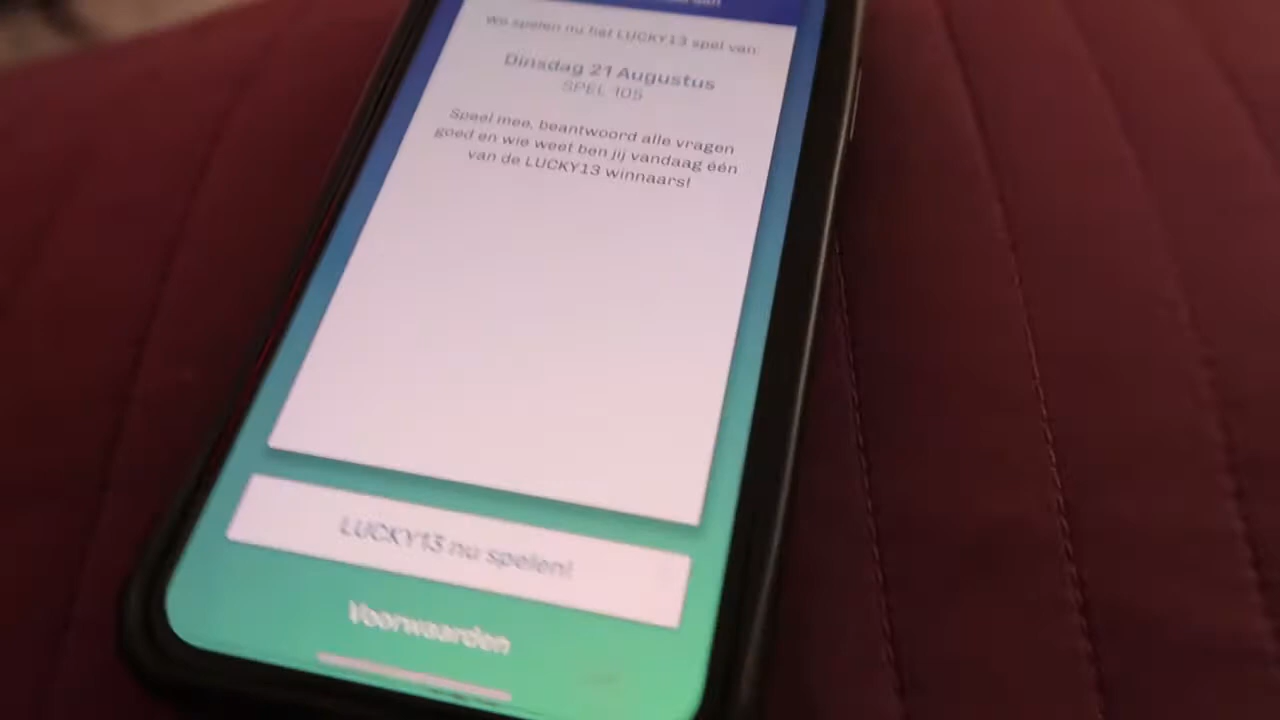 We spelen nu het LUCKY13 spel van:
Dinsdag 21 Augustus
SPEL 105
Speel mee, beantwoord alle vragen
goed en wie weet ben jij vandaag één
van de LUCKY13 winnaars!
LUCKY13 nu spelen!
Voorwaarden